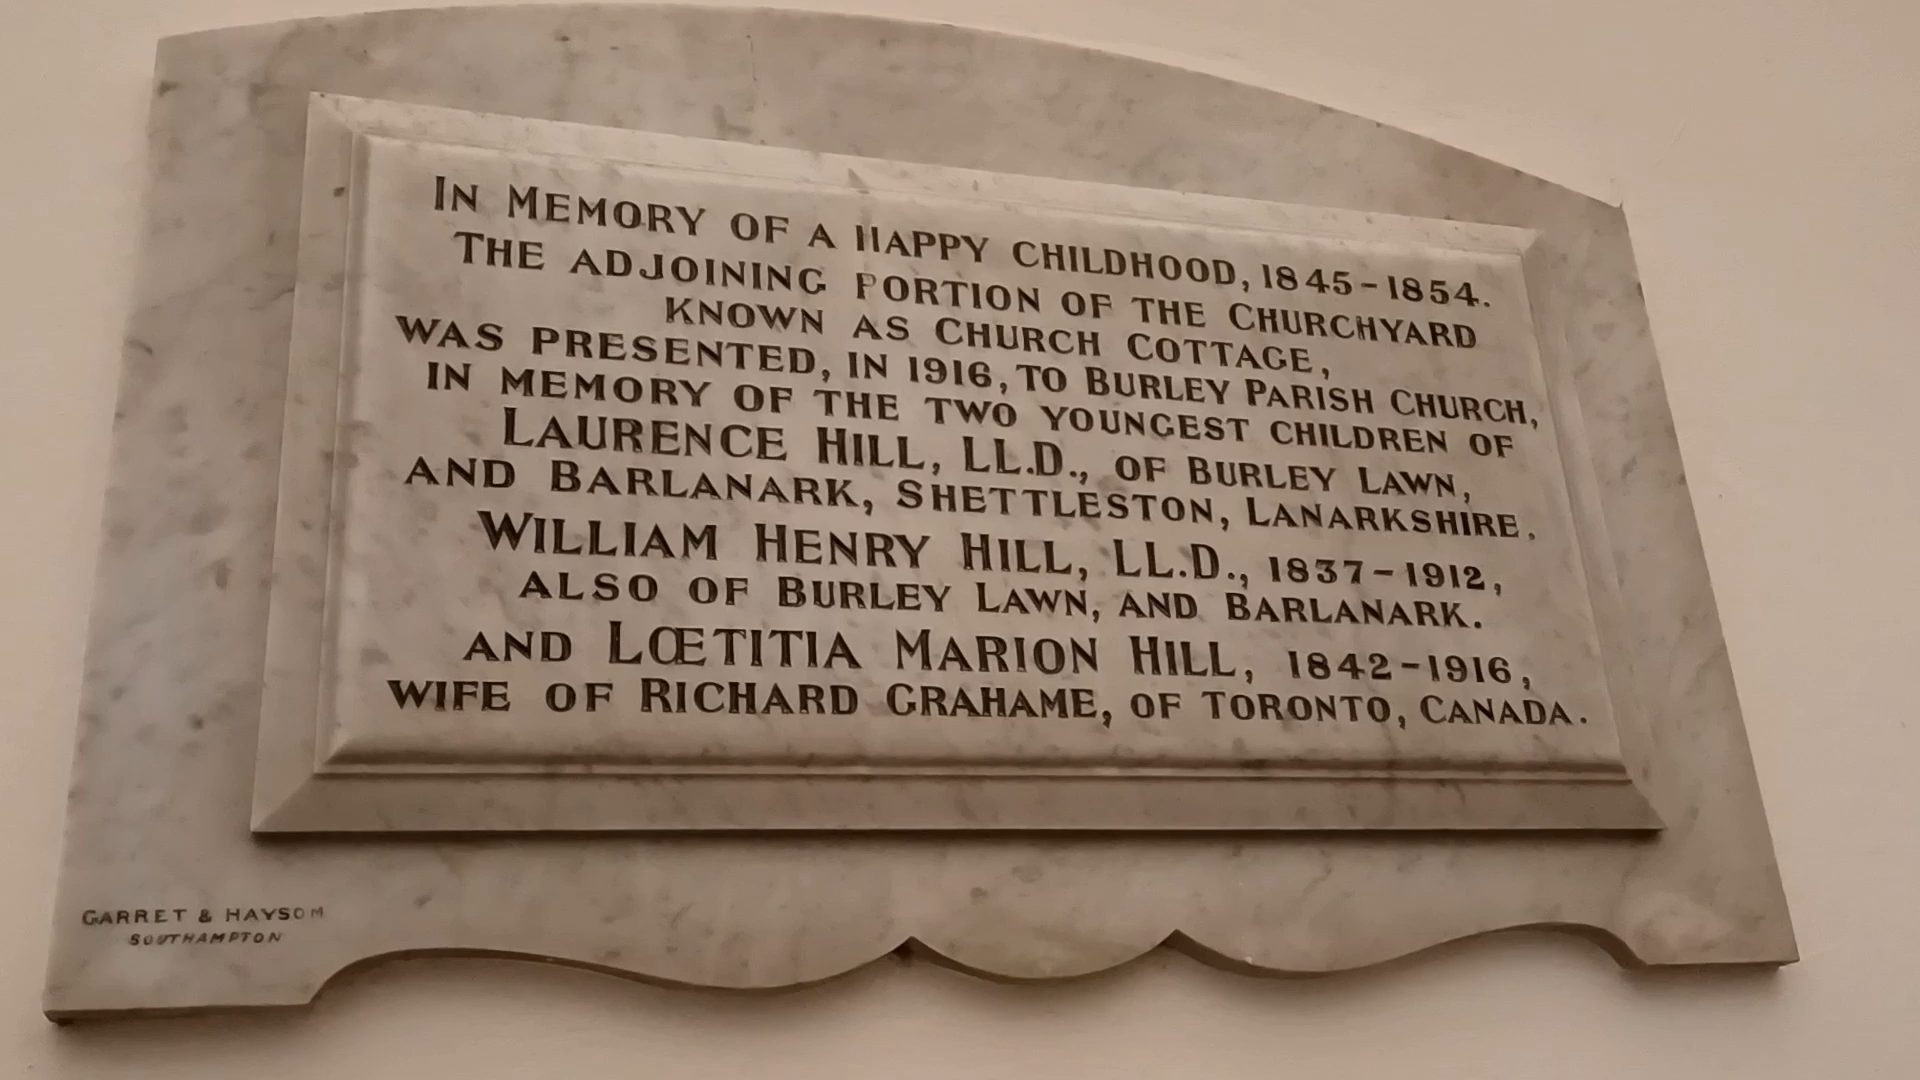 IN MEMORY OF A HAPPY CHILDHOOD, 1845-1854.
THE ADJOINING PORTION OF THE CHURCHYARD
KNOWN AS CHURCH COTTAGE,
WAS PRESENTED, IN 1916, TO BURLEY PARISH CHURCH,
IN MEMORY OF THE TWO YOUNGEST CHILDREN OF
LAURENCE HILL, LL.D., OF BURLEY LAWN,
AND BARLANARK, SHETTLESTON, LANARKSHIRE.
WILLIAM HENRY HILL, LL.D., 1837-1912,
ALSO OF BURLEY LAWN, AND BARLANARK.
AND LŒTITIA MARION HILL, 1842-1916,
WIFE OF RICHARD GRAHAME, OF TORONTO, CANADA.
GARRET & HAYSOM
SOUTHAMPTON